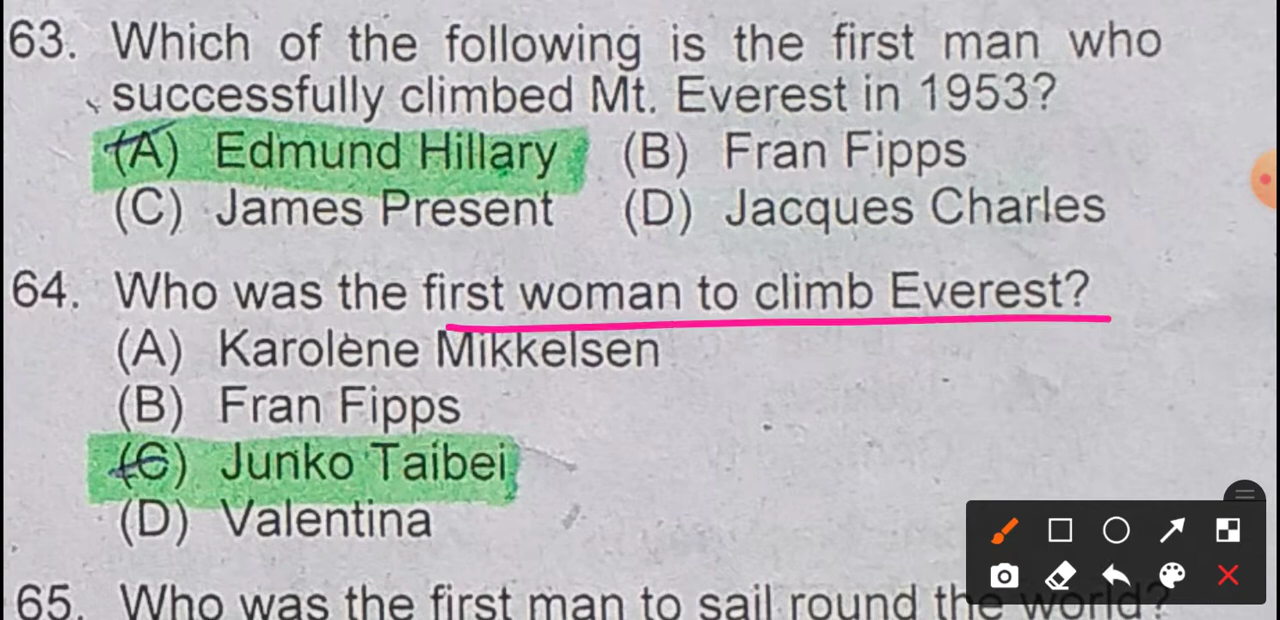 63. Which of the following is the first man who
successfully climbed Mt. Everest in 1953?
(A) Edmund Hillary (B) Fran Fipps
(C) James Present (D) Jacques Charles
64. Who was the first woman to climb Everest?
(A) Karolene Mikkelsen
(B) Fran Fipps
(C) Junko Taibei
(D) Valentina
65. Who was the first man to sail round the world?